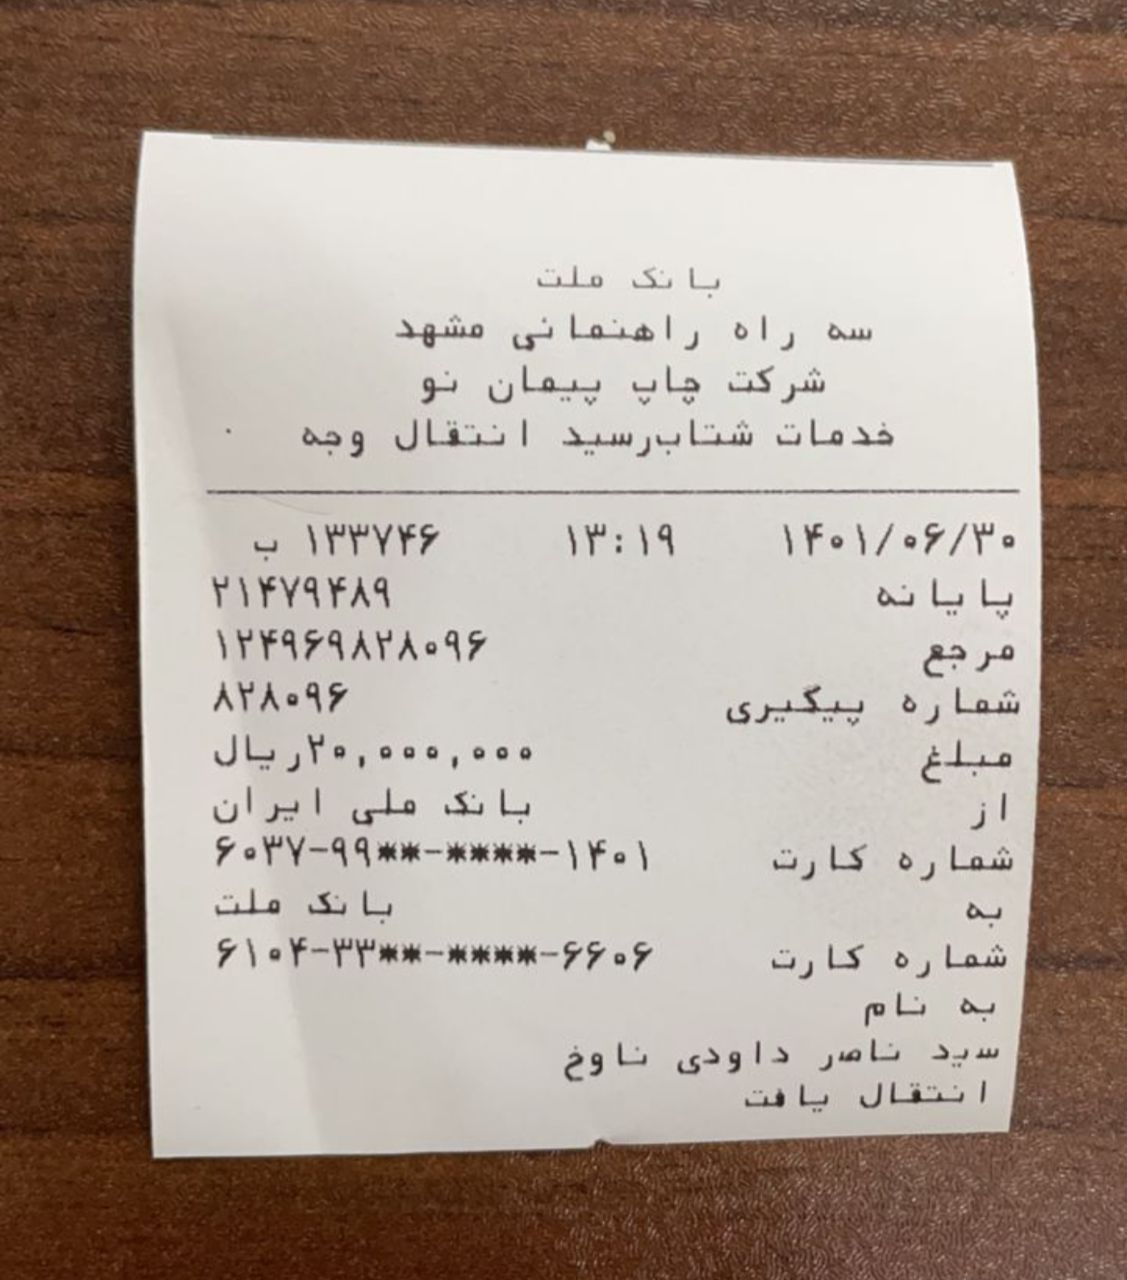 بانک ملت
سه راه راهنمائی مشهد
شرکت چاپ پیمان نو
خدمات شتاب‌رسید انتقال وجه
۱۴۰۱/۰۶/۳۰ ۱۳:۱۹ ۱۳۳۷۴۶ ب
پایانه ۲۱۴۷۹۴۸۹
مرجع ۱۲۴۹۶۹۸۲۸۰۹۶
شماره پیگیری ۸۲۸۰۹۶
مبلغ ۲۰,۰۰۰,۰۰۰ریال
از بانک ملی ایران
شماره کارت ۶۰۳۷-۹۹**-****-۱۴۰۱
به بانک ملت
شماره کارت ۶۱۰۴-۳۳**-****-۶۶۰۶
به نام
سید ناصر داودی ناوخ
انتقال یافت